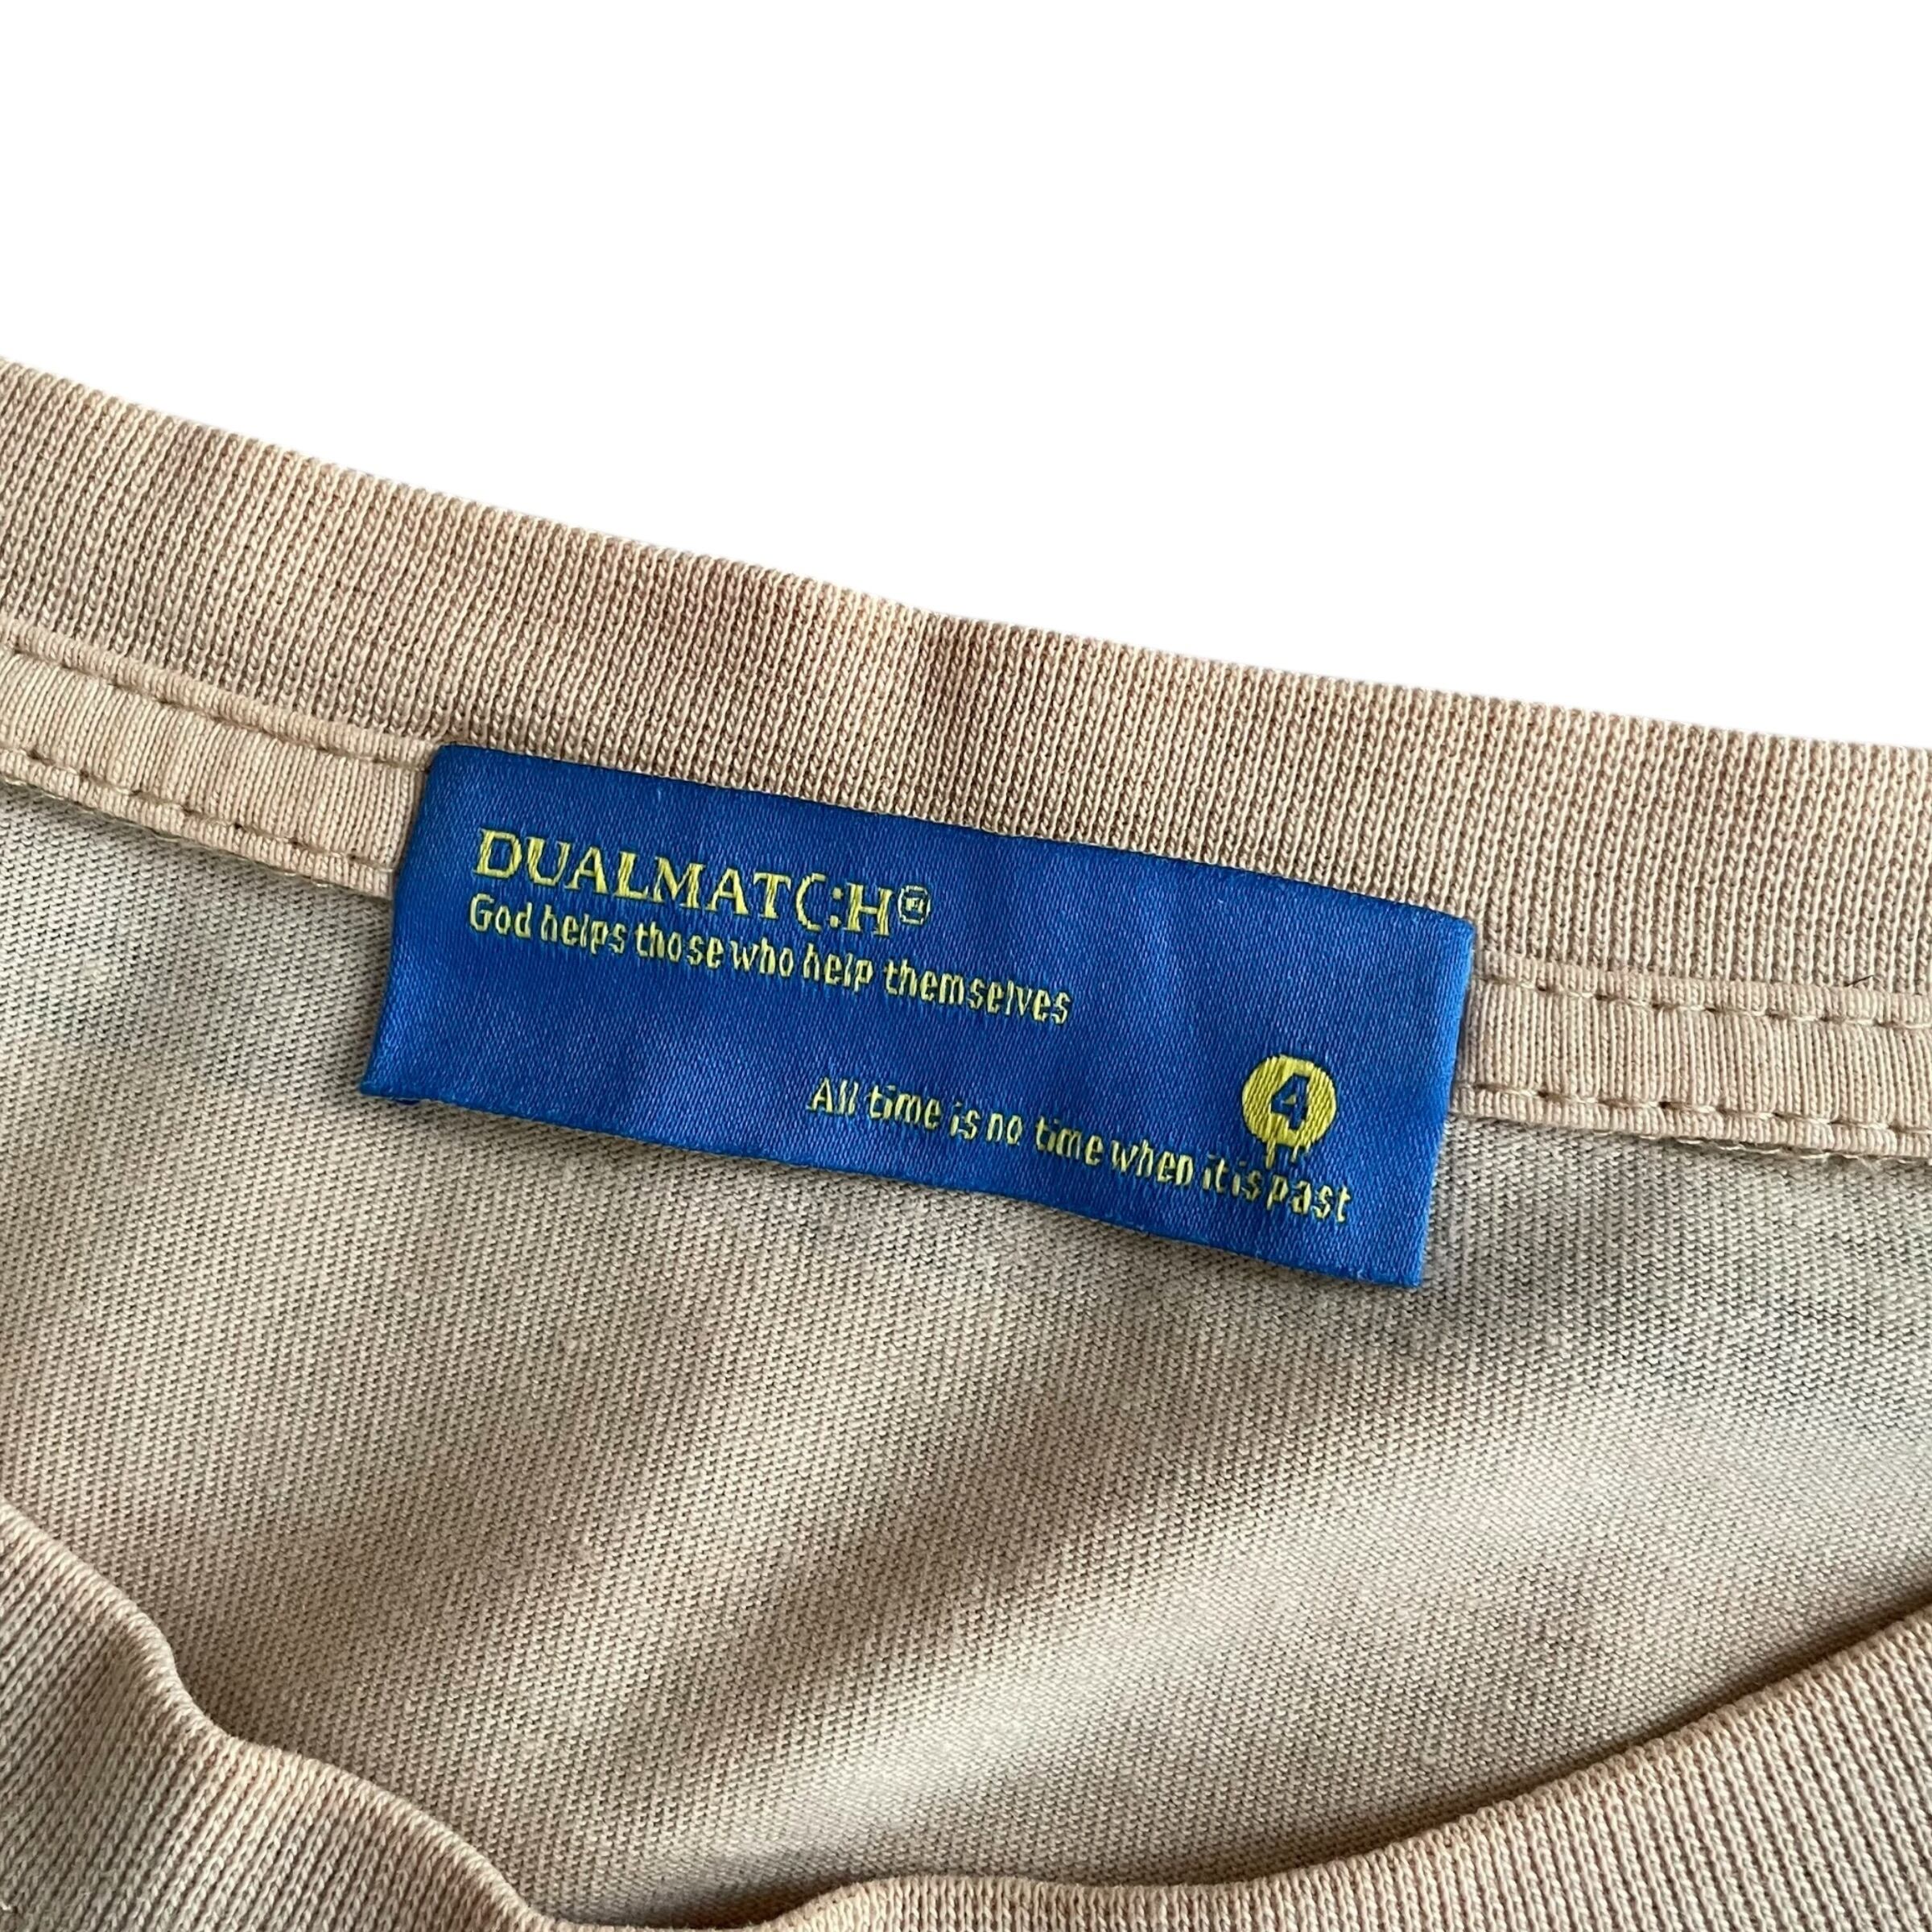 DUALMAT(:H®
God helps those who help themselves
4
All time is no time when it is past